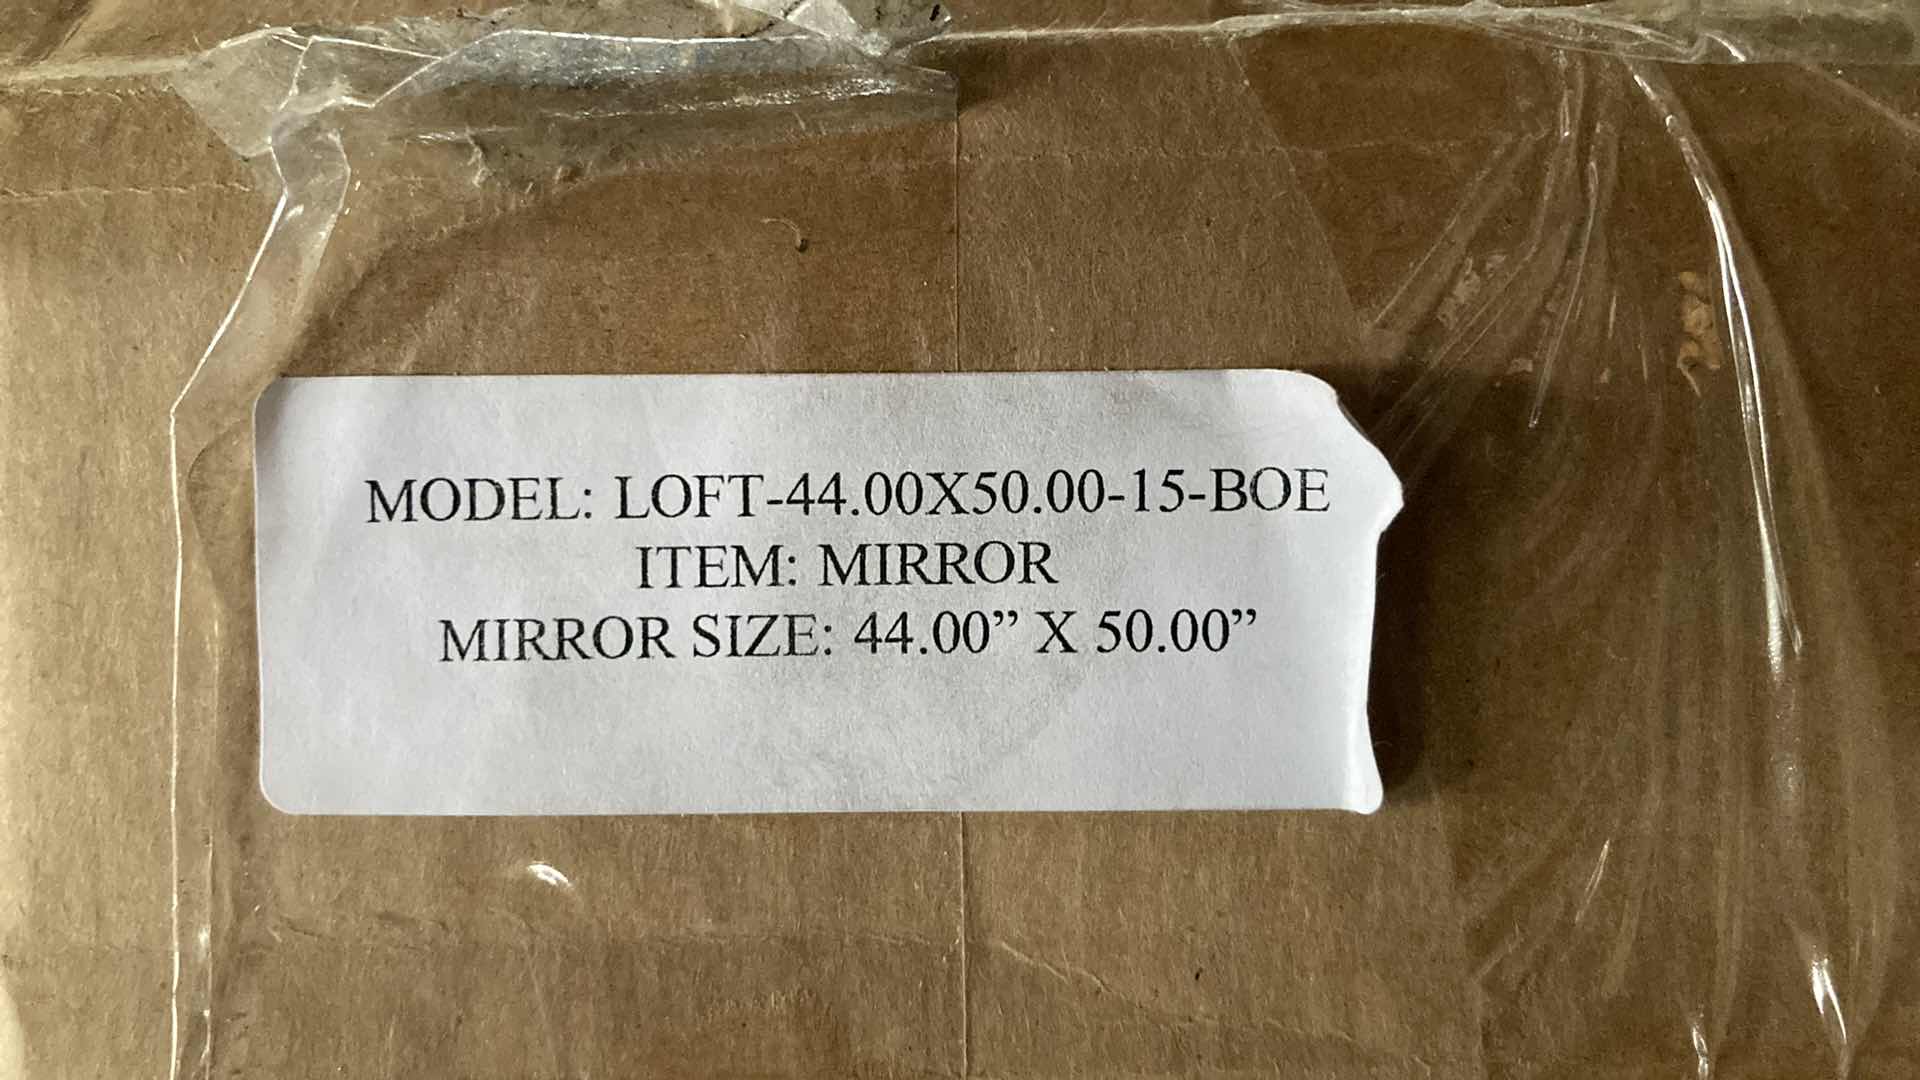 MODEL: LOFT-44.00X50.00-15-BOE
ITEM: MIRROR
MIRROR SIZE: 44.00” X 50.00”